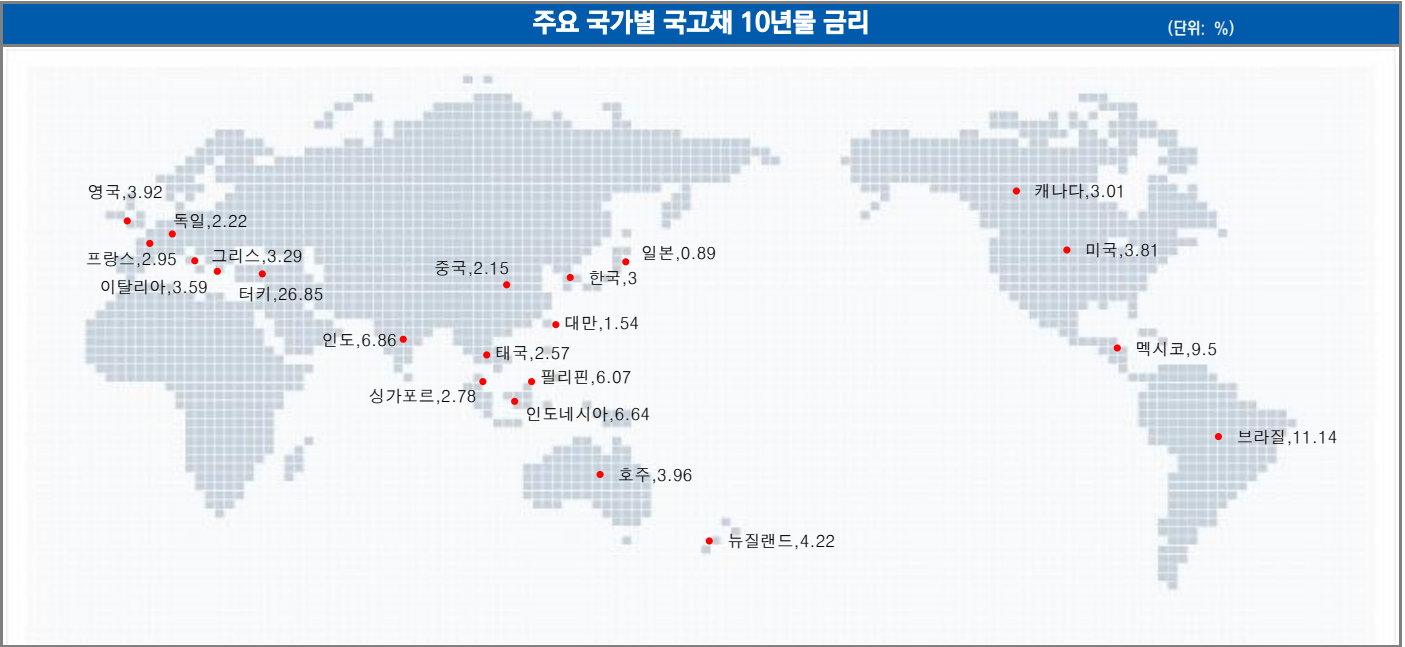 주요 국가별 국고채 10년물 금리
(단위: %)
영국,3.92
캐나다,3.01
독일,2.22
미국,3.81
프랑스,2.95
그리스,3.29
일본,0.89
중국,2.15
한국,3
이탈리아,3.59
터키,26.85
대만,1.54
인도,6.86
태국,2.57
멕시코,9.5
필리핀,6.07
싱가포르,2.78
인도네시아,6.64
브라질,11.14
호주,3.96
뉴질랜드,4.22